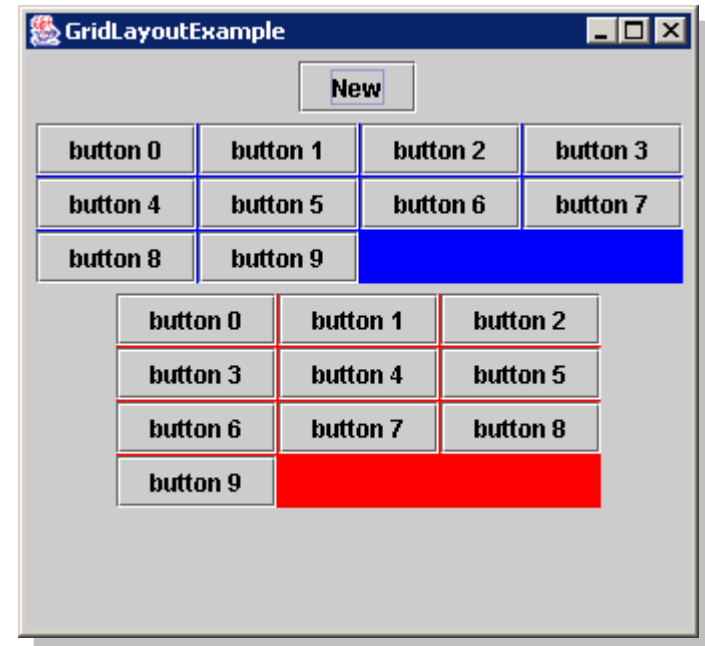 GridLayoutExample
New
button 0 button 1 button 2 button 3
button 4 button 5 button 6 button 7
button 8 button 9
button 0 button 1 button 2
button 3 button 4 button 5
button 6 button 7 button 8
button 9